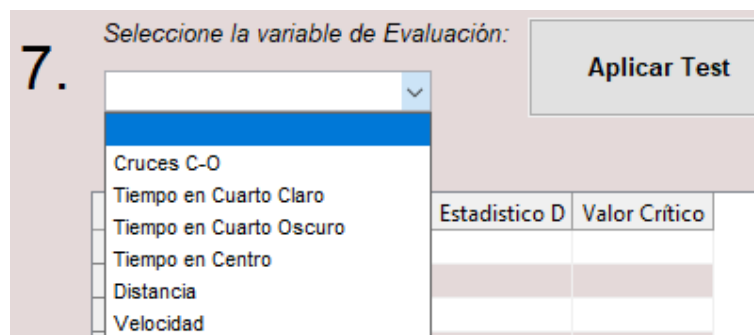 Seleccione la variable de Evaluación:
7.
Aplicar Test
Cruces C-O
Tiempo en Cuarto Claro
Tiempo en Cuarto Oscuro
Tiempo en Centro
Distancia
Velocidad
Estadistico D Valor Crítico